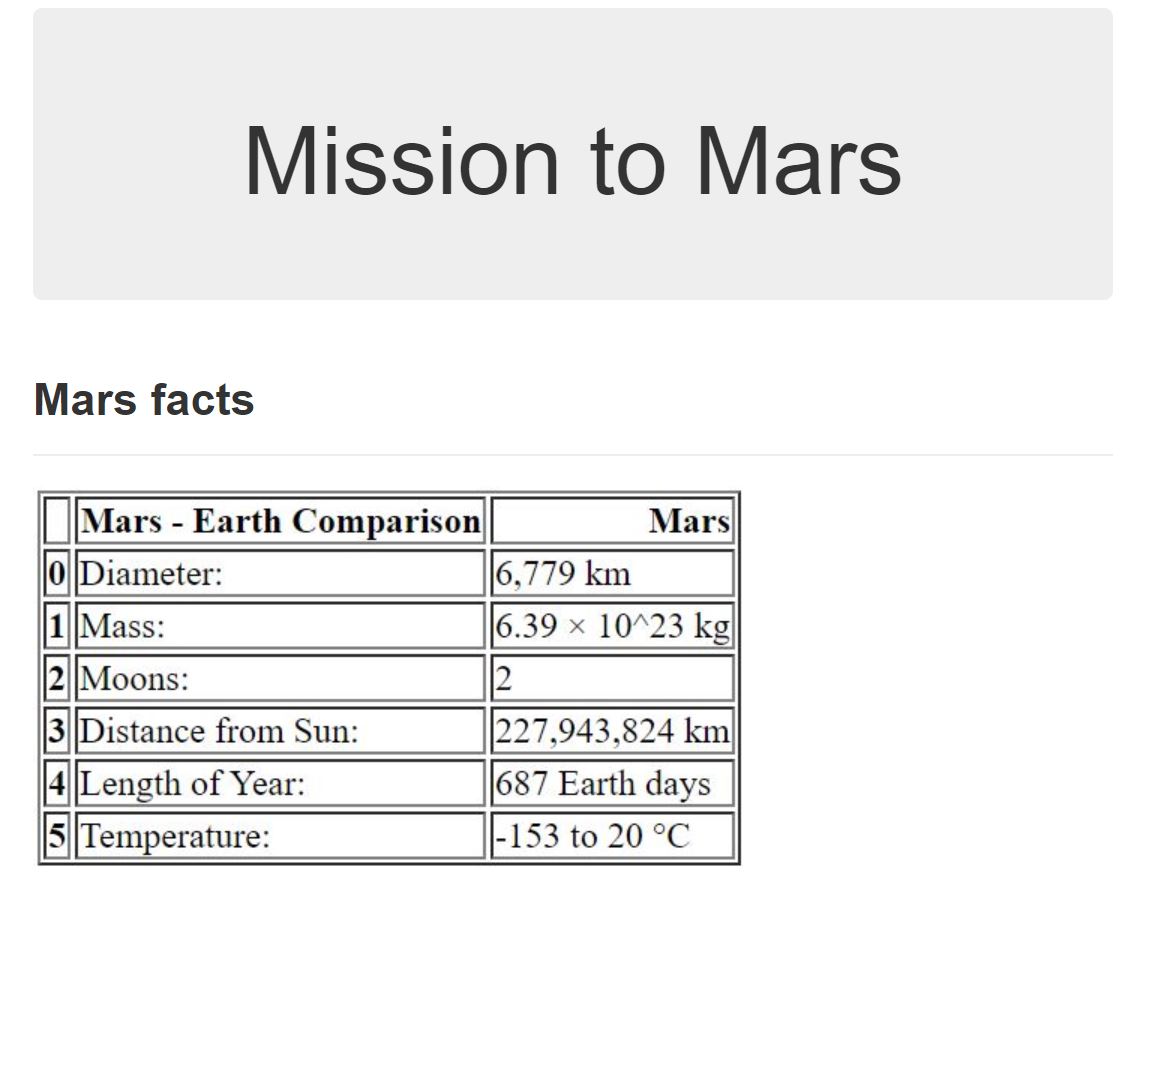 Mission to Mars
Mars facts
Mars - Earth Comparison Mars
0 Diameter: 6,779 km
1 Mass: 6.39 × 10^23 kg
2 Moons: 2
3 Distance from Sun: 227,943,824 km
4 Length of Year: 687 Earth days
5 Temperature: -153 to 20 °C